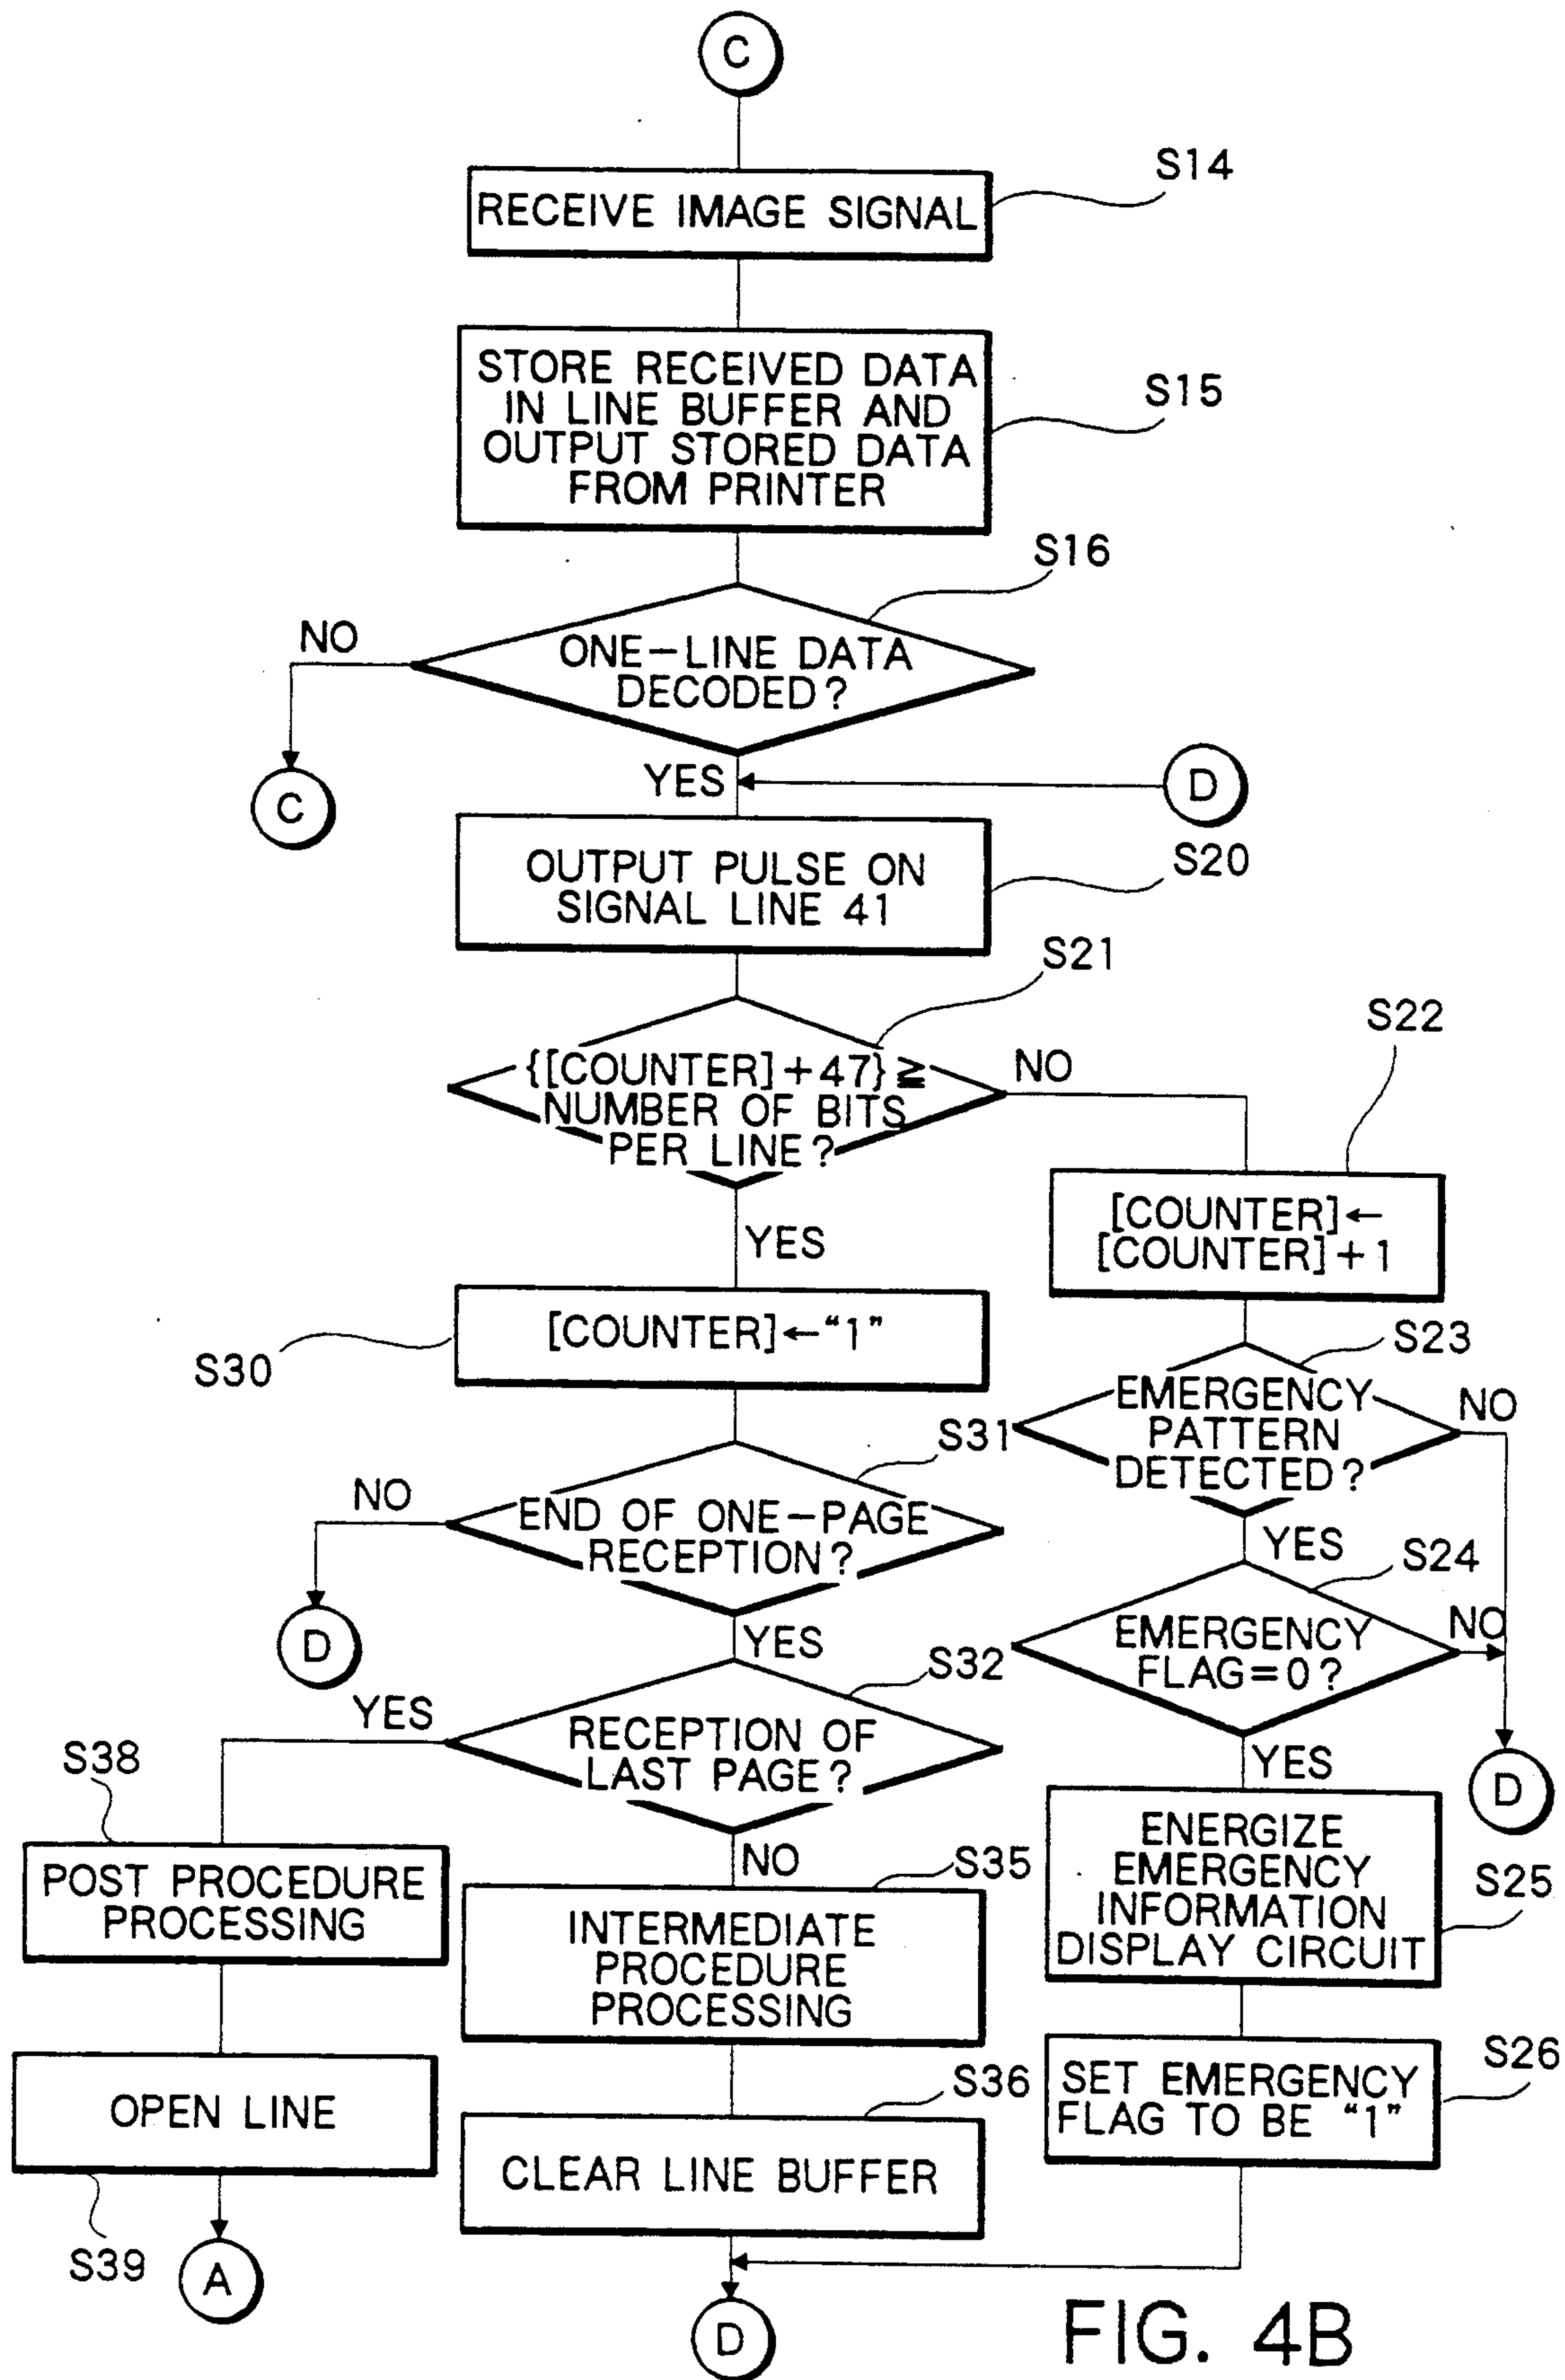 C
S14
RECEIVE IMAGE SIGNAL
STORE RECEIVED DATA
IN LINE BUFFER AND
OUTPUT STORED DATA
FROM PRINTER
S15
S16
NO
ONE-LINE DATA
DECODED?
C
YES
D
OUTPUT PULSE ON
SIGNAL LINE 41
S20
S21
{[COUNTER]+47}≧
NUMBER OF BITS
PER LINE?
NO
S22
[COUNTER]←
[COUNTER]+1
YES
[COUNTER]←“1”
S30
S23
EMERGENCY
PATTERN
DETECTED?
NO
S31
NO
END OF ONE-PAGE
RECEPTION?
D
YES
YES
S24
EMERGENCY
FLAG=0?
NO
S32
YES
RECEPTION OF
LAST PAGE?
YES
D
S38
POST PROCEDURE
PROCESSING
NO
S35
INTERMEDIATE
PROCEDURE
PROCESSING
ENERGIZE
EMERGENCY
INFORMATION
DISPLAY CIRCUIT
S25
OPEN LINE
S39
A
S36
CLEAR LINE BUFFER
SET EMERGENCY
FLAG TO BE “1”
S26
D
FIG. 4B